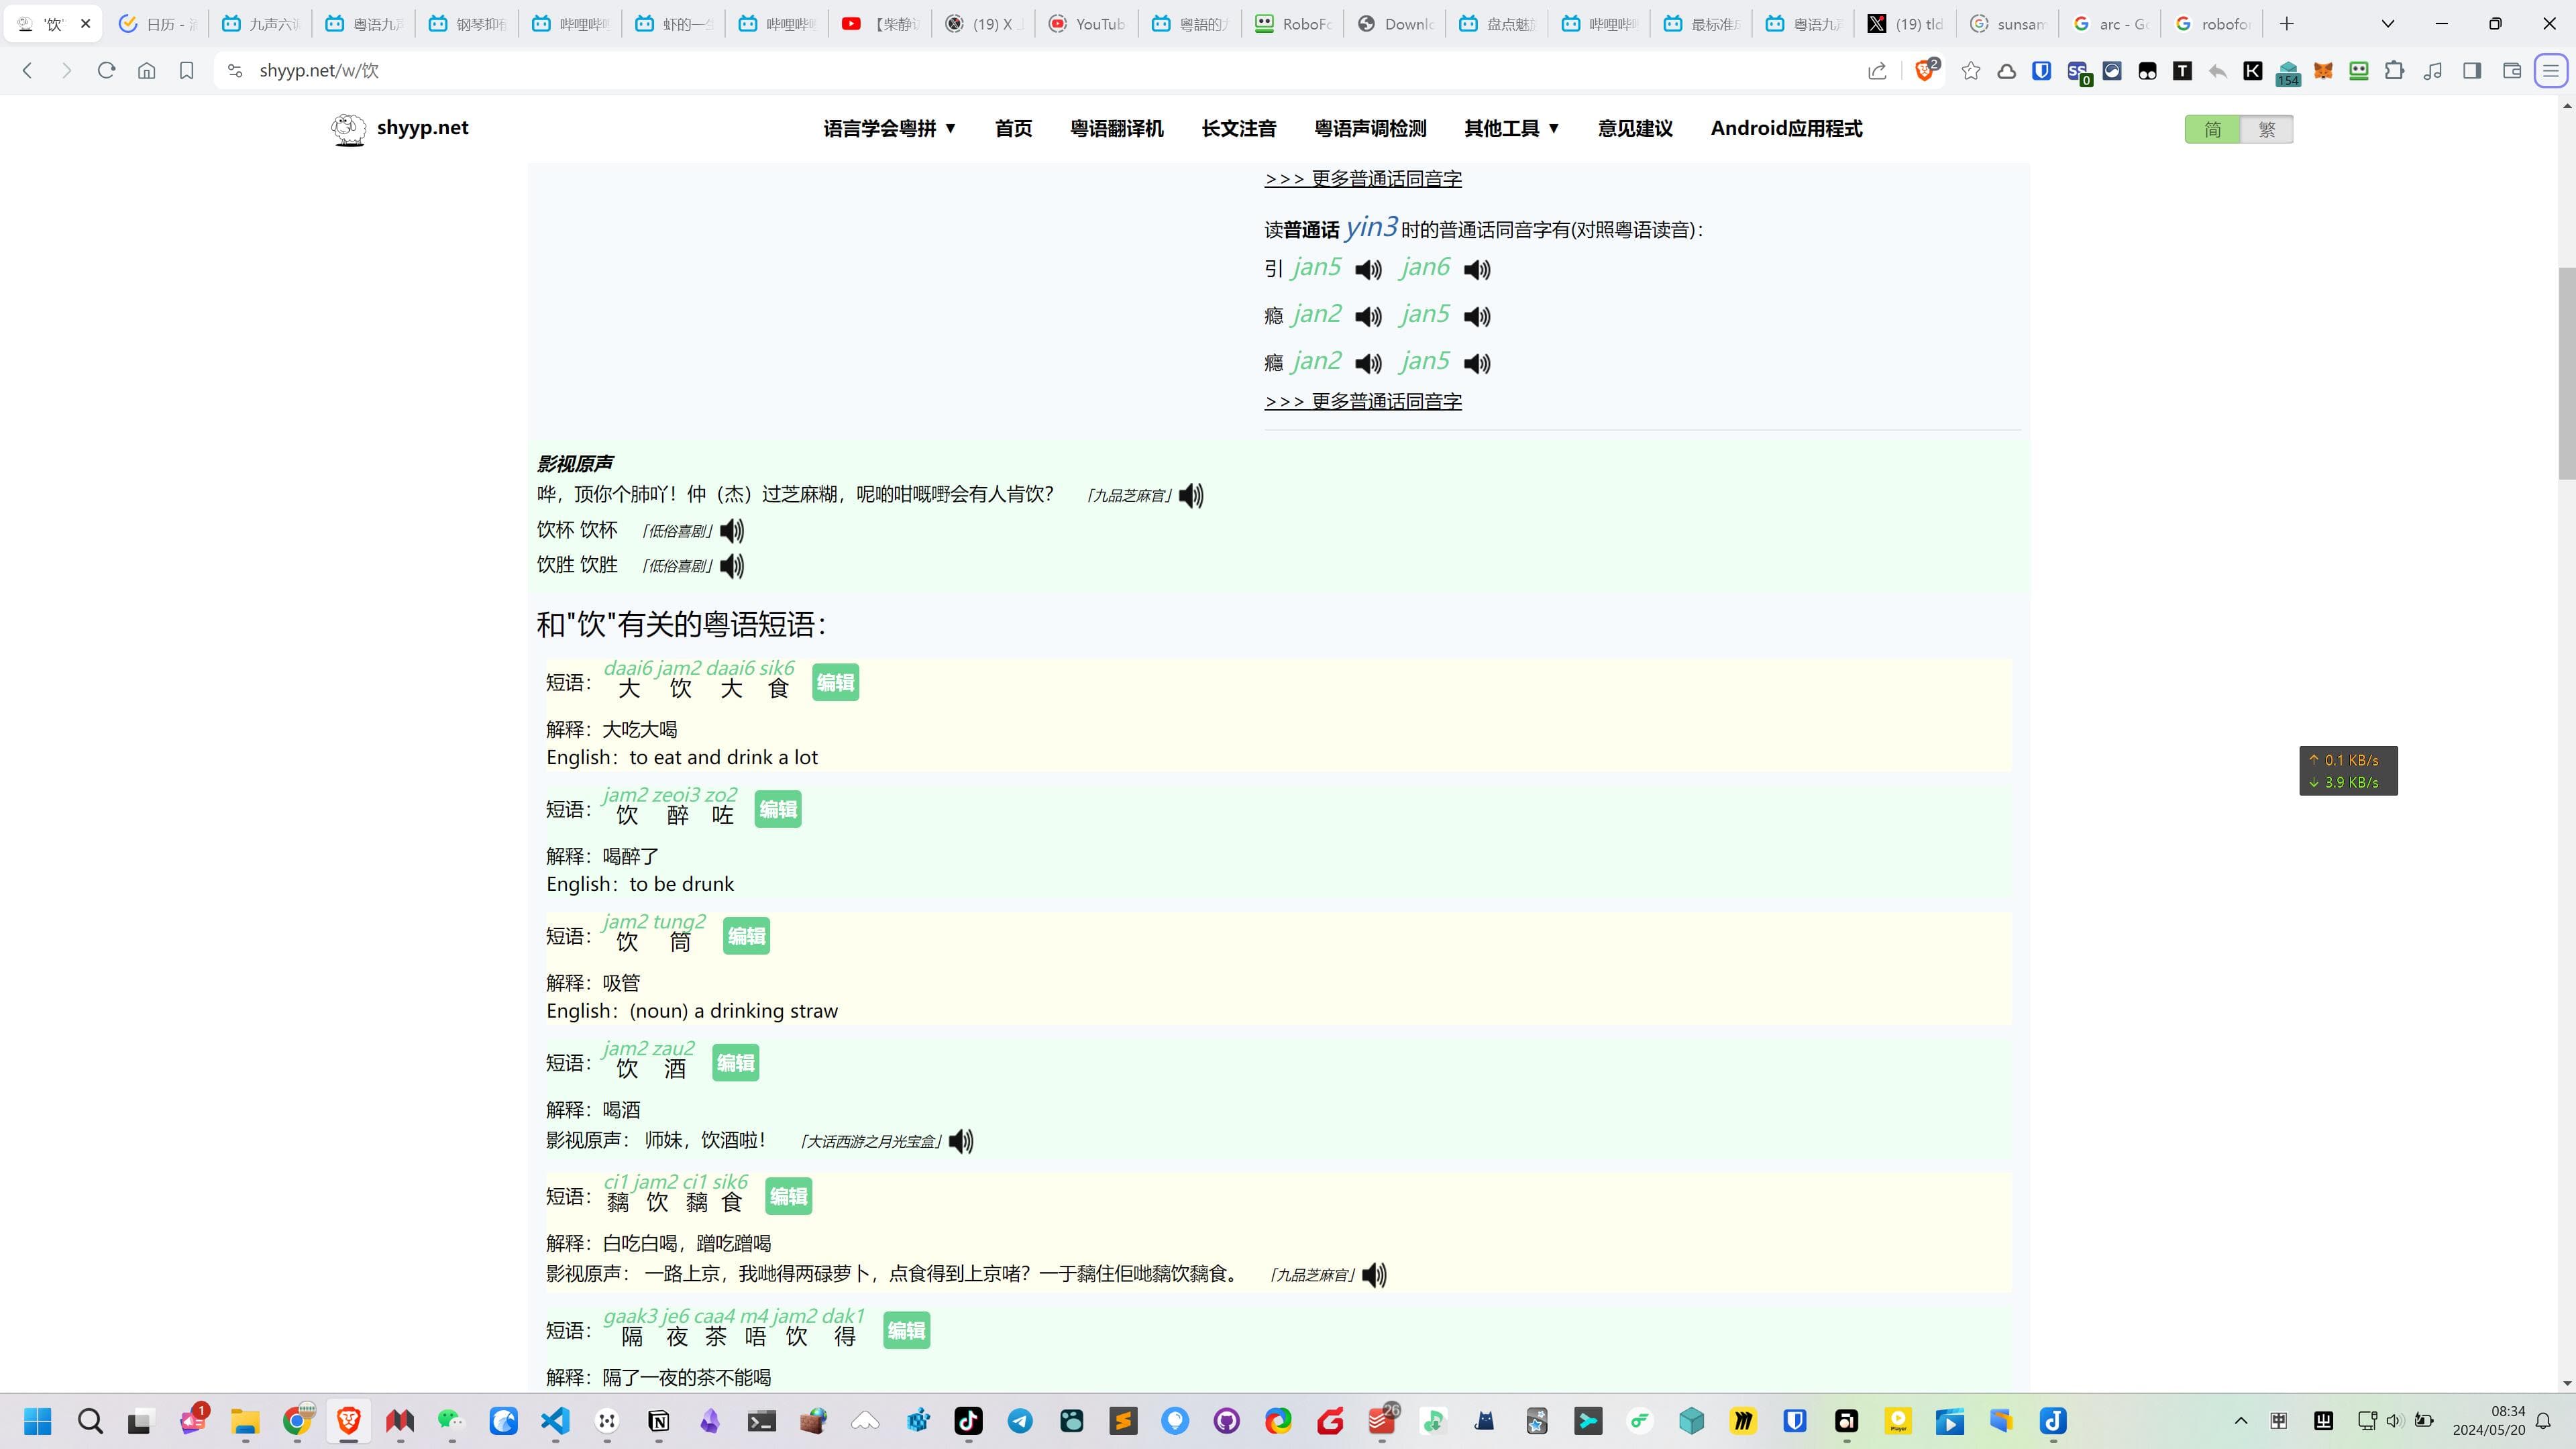 '饮'
日历 -
九声六
粤语九
钢琴抑
哔哩哔
虾的一
哔哩哔
【柴静
(19) X
YouTub
粵語的
RoboFo
Downlo
盘点魅
哔哩哔
最标准
粤语九
(19) tld
sunsam
arc - Go
robofo
shyyp.net/w/饮
2
0
154
shyyp.net
语言学会粤拼 ▼ 首页 粤语翻译机 长文注音 粤语声调检测 其他工具 ▼ 意见建议 Android应用程式
简 繁
>>> 更多普通话同音字
读普通话 yin3 时的普通话同音字有(对照粤语读音)：
引 jan5 jan6
瘾 jan2 jan5
癮 jan2 jan5
>>> 更多普通话同音字
影视原声
哗，顶你个肺吖！仲（杰）过芝麻糊，呢啲咁嘅嘢会有人肯饮？ 「九品芝麻官」
饮杯 饮杯 「低俗喜剧」
饮胜 饮胜 「低俗喜剧」
和"饮"有关的粤语短语：
daai6 jam2 daai6 sik6
短语： 大 饮 大 食 编辑
解释：大吃大喝
English：to eat and drink a lot
jam2 zeoi3 zo2
短语： 饮 醉 咗 编辑
解释：喝醉了
English：to be drunk
jam2 tung2
短语： 饮 筒 编辑
解释：吸管
English：(noun) a drinking straw
jam2 zau2
短语： 饮 酒 编辑
解释：喝酒
影视原声： 师妹，饮酒啦！ 「大话西游之月光宝盒」
ci1 jam2 ci1 sik6
短语： 黐 饮 黐 食 编辑
解释：白吃白喝，蹭吃蹭喝
影视原声： 一路上京，我哋得两碌萝卜，点食得到上京啫？一于黐住佢哋黐饮黐食。 「九品芝麻官」
gaak3 je6 caa4 m4 jam2 dak1
短语： 隔 夜 茶 唔 饮 得 编辑
解释：隔了一夜的茶不能喝
↑ 0.1 KB/s
↓ 3.9 KB/s
1
26
08:34
2024/05/20